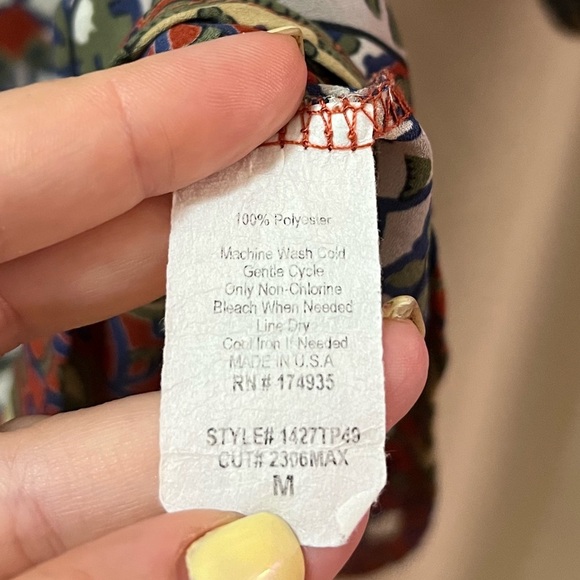 100% Polyester
Machine Wash Cold
Gentle Cycle
Only Non-Chlorine
Bleach When Needed
Line Dry
Cool Iron If Needed
MADE IN U.S.A
RN# 174935
STYLE# 1427TP49
CUT# 2306MAX
M